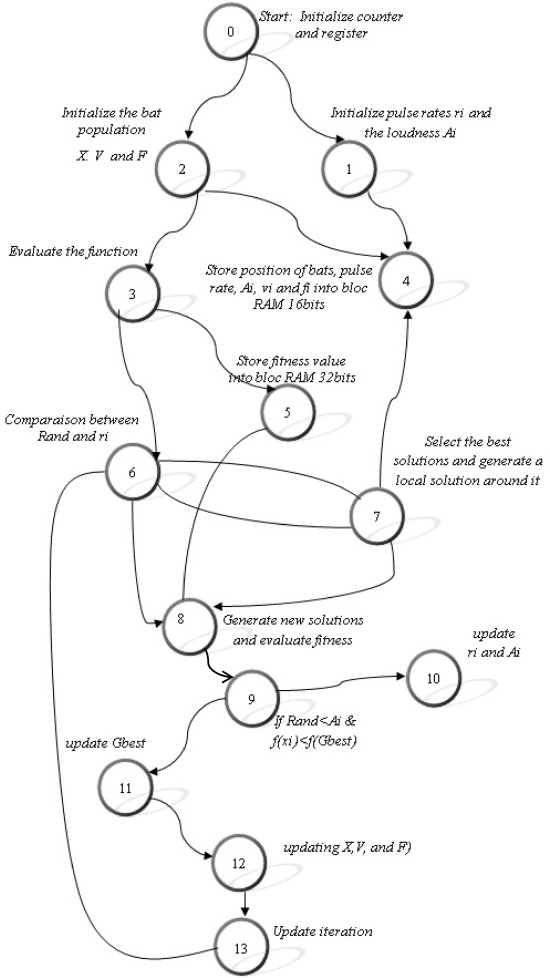 0
Start: Initialize counter
and register
Initialize the bat
population
X. V and F
2
Initialize pulse rates ri and
the loudness Ai
1
Evaluate the function
3
Store position of bats, pulse
rate, Ai, vi and fi into bloc
RAM 16bits
4
Store fitness value
into bloc RAM 32bits
5
Comparaison between
Rand and ri
6
Select the best
solutions and generate a
local solution around it
7
8
Generate new solutions
and evaluate fitness
update
ri and Ai
10
9
If Rand<Ai &
f(xi)<f(Gbest)
update Gbest
11
12
updating X,V, and F)
13
Update iteration